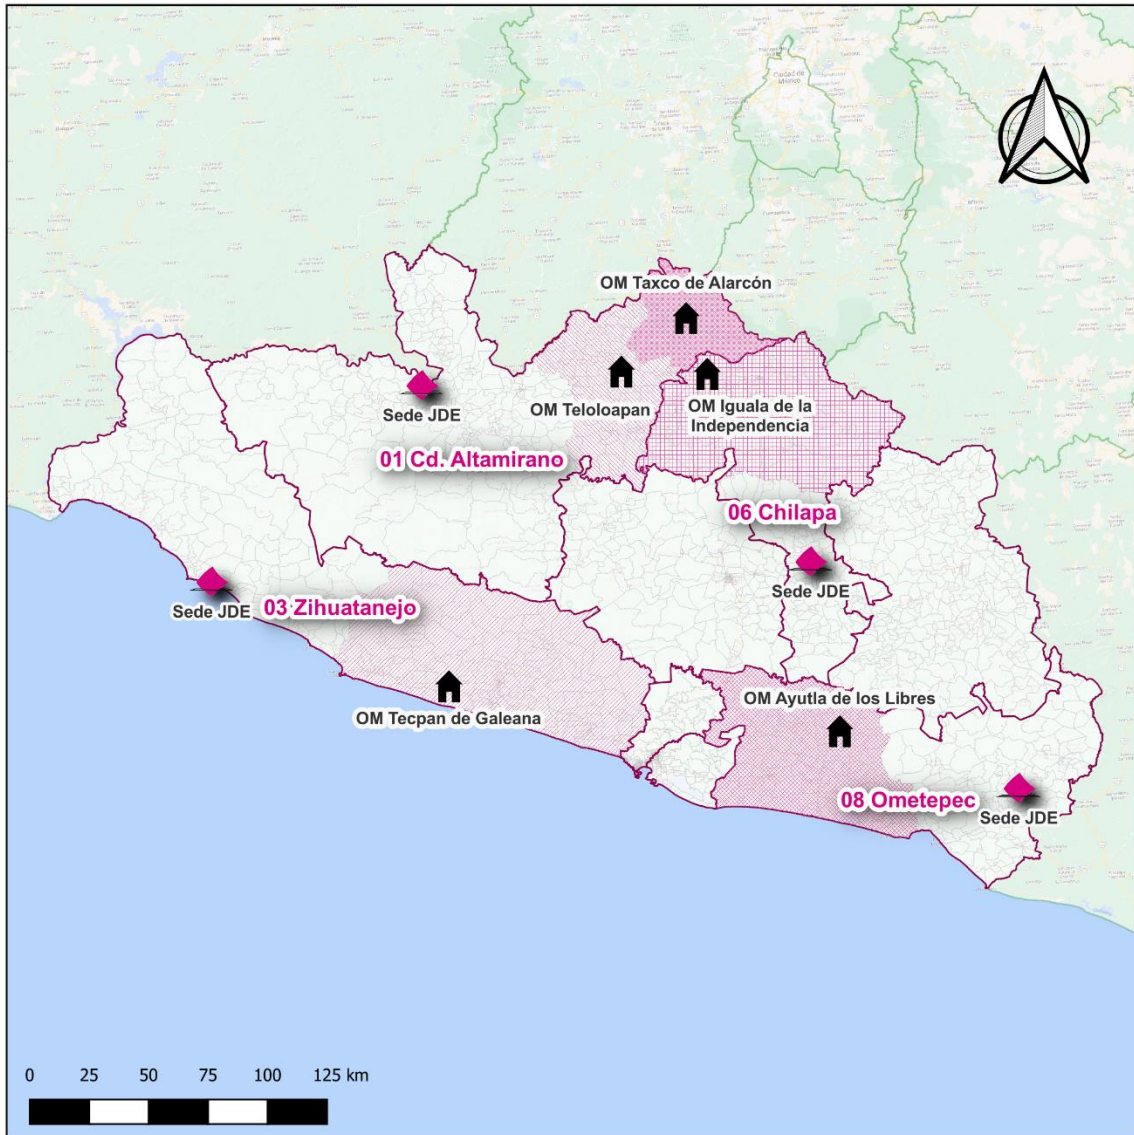 OM Taxco de Alarcón
OM Teloloapan
OM Iguala de la
Independencia
Sede JDE
01 Cd. Altamirano
06 Chilapa
Sede JDE
Sede JDE
03 Zihuatanejo
OM Tecpan de Galeana
OM Ayutla de los Libres
08 Ometepec
Sede JDE
0 25 50 75 100 125 km